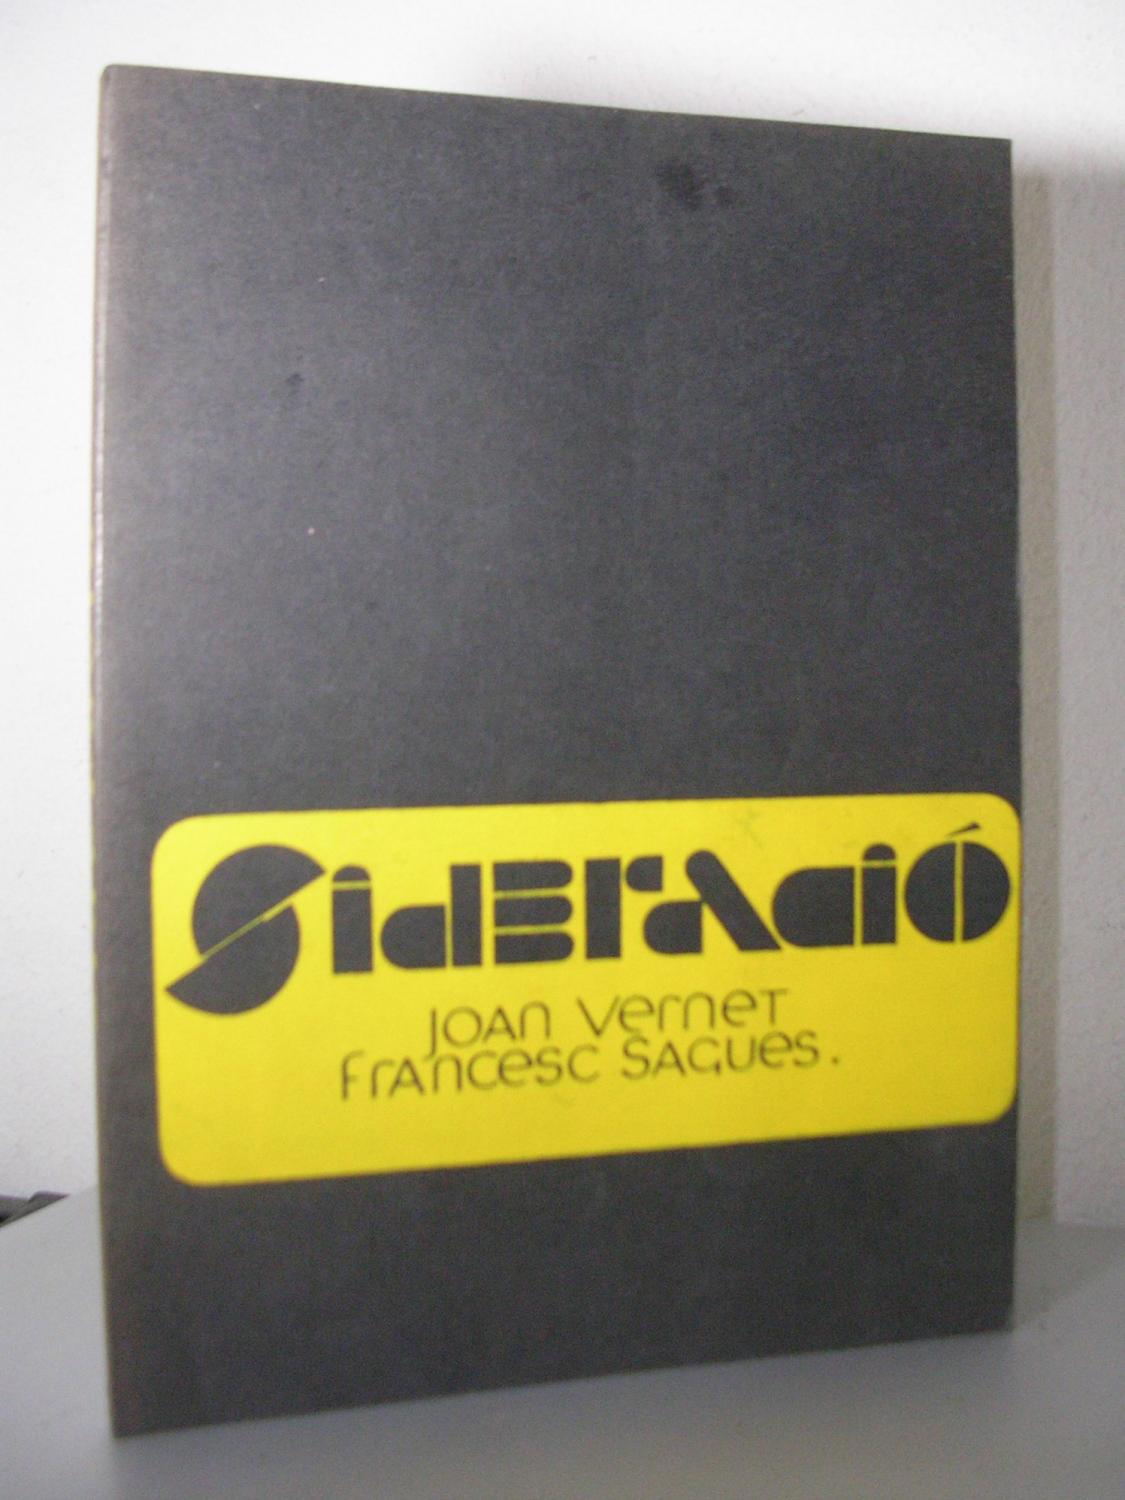 Sideració
Joan Vernet
Francesc Sagues.